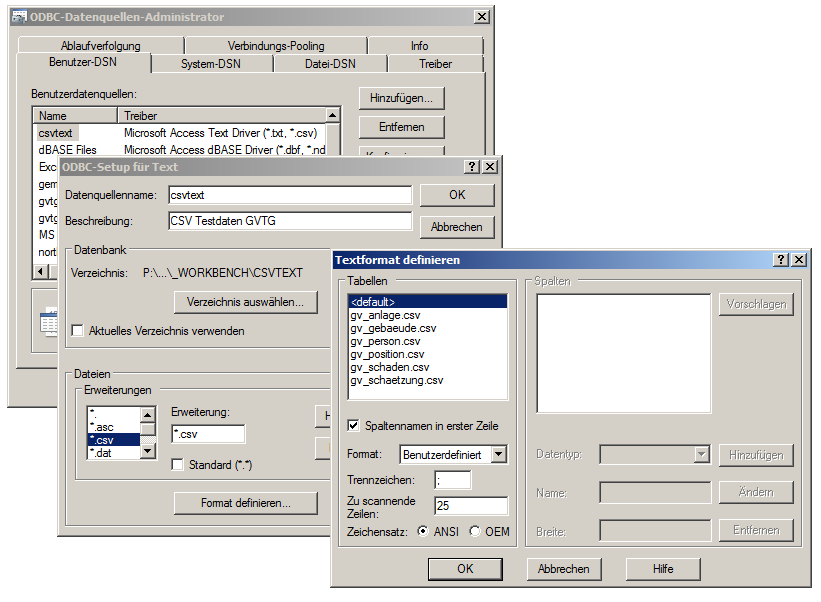 ODBC-Datenquellen-Administrator
Ablaufverfolgung Verbindungs-Pooling Info
Benutzer-DSN System-DSN Datei-DSN Treiber
Benutzerdatenquellen:
Name Treiber
csvtext Microsoft Access Text Driver (*.txt, *.csv)
dBASE Files Microsoft Access dBASE Driver (*.dbf, *.nd
Exc
gem
gvtg
gvtg
MS
nort
Hinzufügen...
Entfernen
ODBC-Setup für Text
Datenquellenname: csvtext
Beschreibung: CSV Testdaten GVTG
OK
Abbrechen
Datenbank
Verzeichnis: P:\...\_WORKBENCH\CSVTEXT
Verzeichnis auswählen...
Aktuelles Verzeichnis verwenden
Dateien
Erweiterungen
*.
*.asc
*.csv
*.dat
Erweiterung:
*.csv
Standard (*.*)
Format definieren...
Textformat definieren
Tabellen
<default>
gv_anlage.csv
gv_gebaeude.csv
gv_person.csv
gv_position.csv
gv_schaden.csv
gv_schaetzung.csv
Spaltennamen in erster Zeile
Format: Benutzerdefiniert
Trennzeichen: ;
Zu scannende
Zeilen: 25
Zeichensatz: ANSI OEM
Spalten
Vorschlagen
Datentyp: Hinzufügen
Name: Ändern
Breite: Entfernen
OK Abbrechen Hilfe